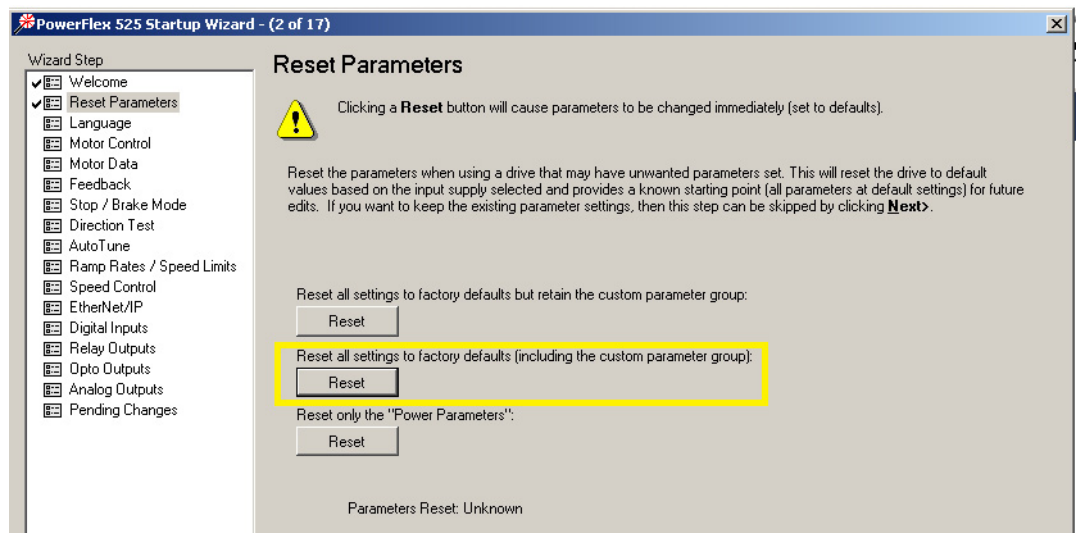 PowerFlex 525 Startup Wizard - (2 of 17)
Wizard Step
Welcome
Reset Parameters
Language
Motor Control
Motor Data
Feedback
Stop / Brake Mode
Direction Test
AutoTune
Ramp Rates / Speed Limits
Speed Control
EtherNet/IP
Digital Inputs
Relay Outputs
Opto Outputs
Analog Outputs
Pending Changes
Reset Parameters
Clicking a Reset button will cause parameters to be changed immediately (set to defaults).
Reset the parameters when using a drive that may have unwanted parameters set. This will reset the drive to default
values based on the input supply selected and provides a known starting point (all parameters at default settings) for future
edits. If you want to keep the existing parameter settings, then this step can be skipped by clicking Next>.
Reset all settings to factory defaults but retain the custom parameter group:
Reset
Reset all settings to factory defaults (including the custom parameter group):
Reset
Reset only the "Power Parameters":
Reset
Parameters Reset: Unknown